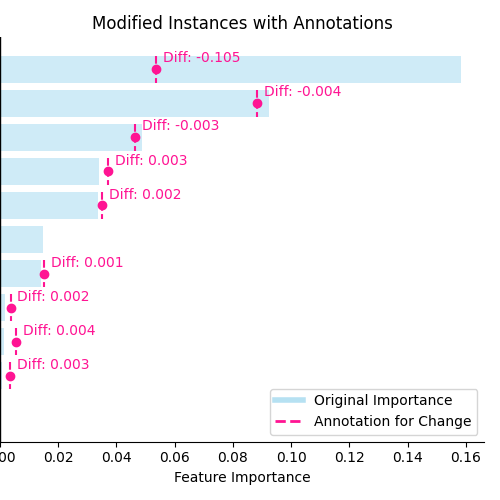 Modified Instances with Annotations
Diff: -0.105
Diff: -0.004
Diff: -0.003
Diff: 0.003
Diff: 0.002
Diff: 0.001
Diff: 0.002
Diff: 0.004
Diff: 0.003
Original Importance
Annotation for Change
00 0.02 0.04 0.06 0.08 0.10 0.12 0.14 0.16
Feature Importance